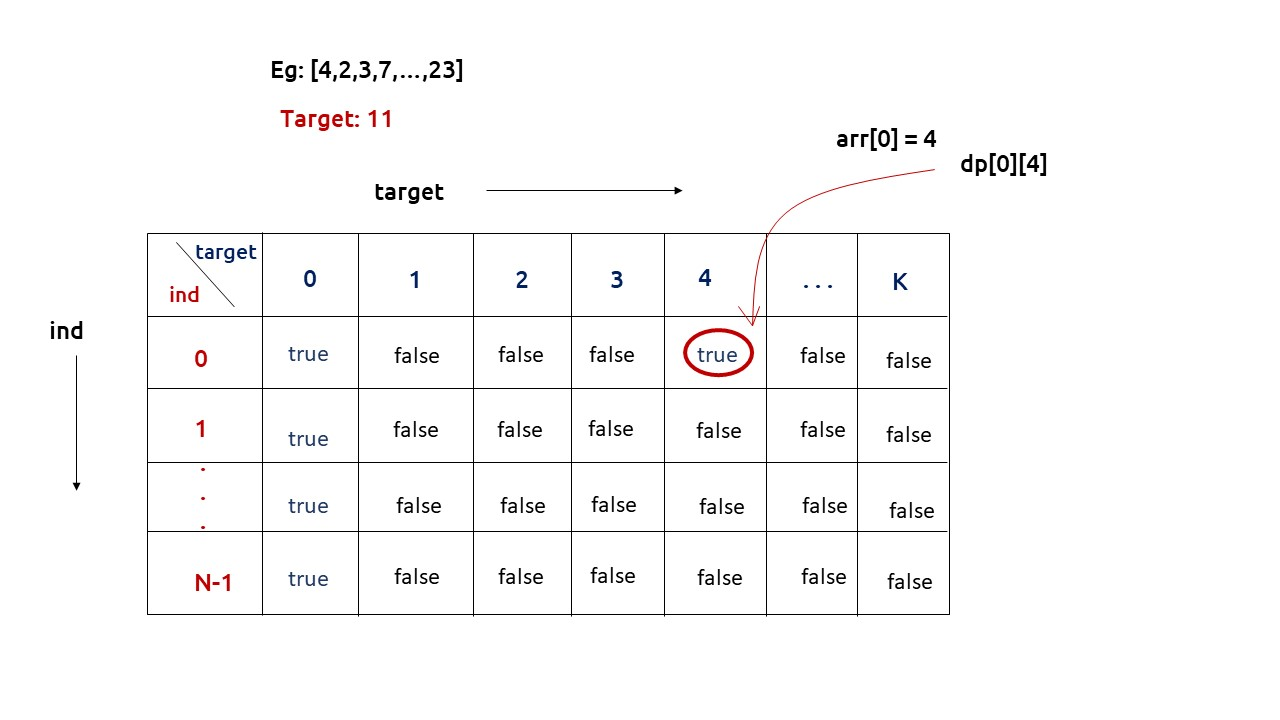 Eg: [4,2,3,7,...,23]
Target: 11
arr[0] = 4
dp[0][4]
target
target
ind
0 1 2 3 4 ... K
ind
0 true false false false true false false
1 true false false false false false false
. . . true false false false false false false
N-1 true false false false false false false